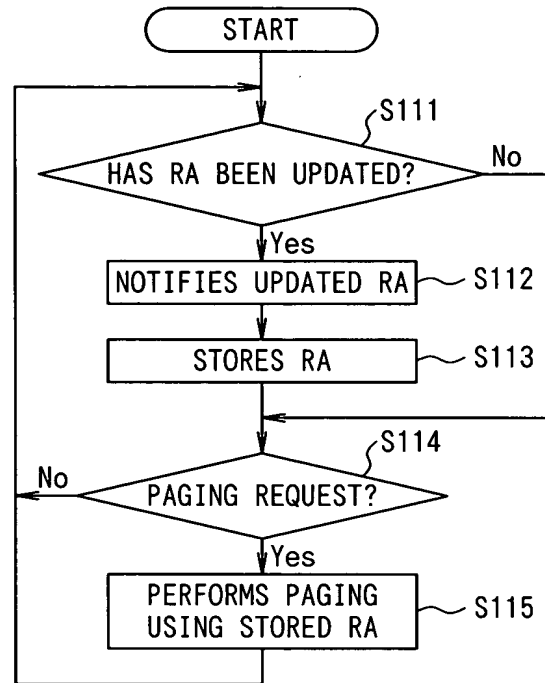 START
S111
HAS RA BEEN UPDATED?
No
Yes
NOTIFIES UPDATED RA
S112
STORES RA
S113
S114
No
PAGING REQUEST?
Yes
PERFORMS PAGING
USING STORED RA
S115